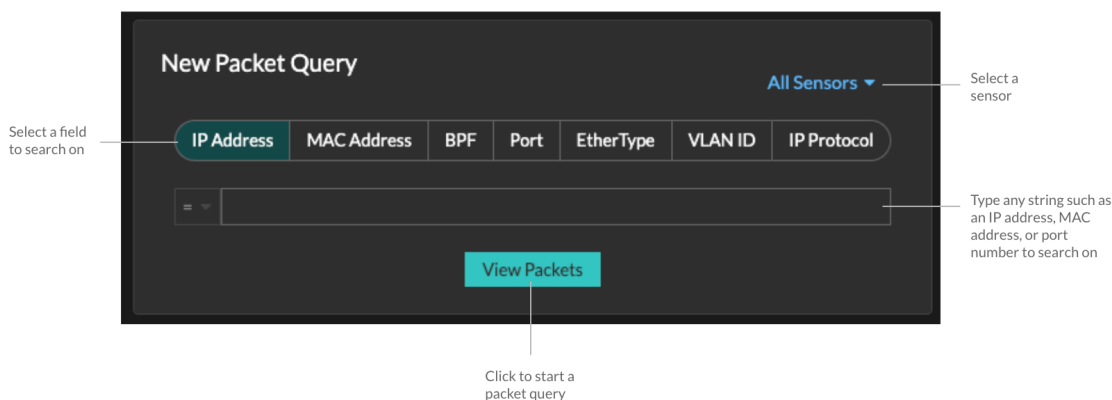 New Packet Query
All Sensors
Select a
sensor
Select a field
to search on
IP Address MAC Address BPF Port EtherType VLAN ID IP Protocol
=
Type any string such as
an IP address, MAC
address, or port
number to search on
View Packets
Click to start a
packet query